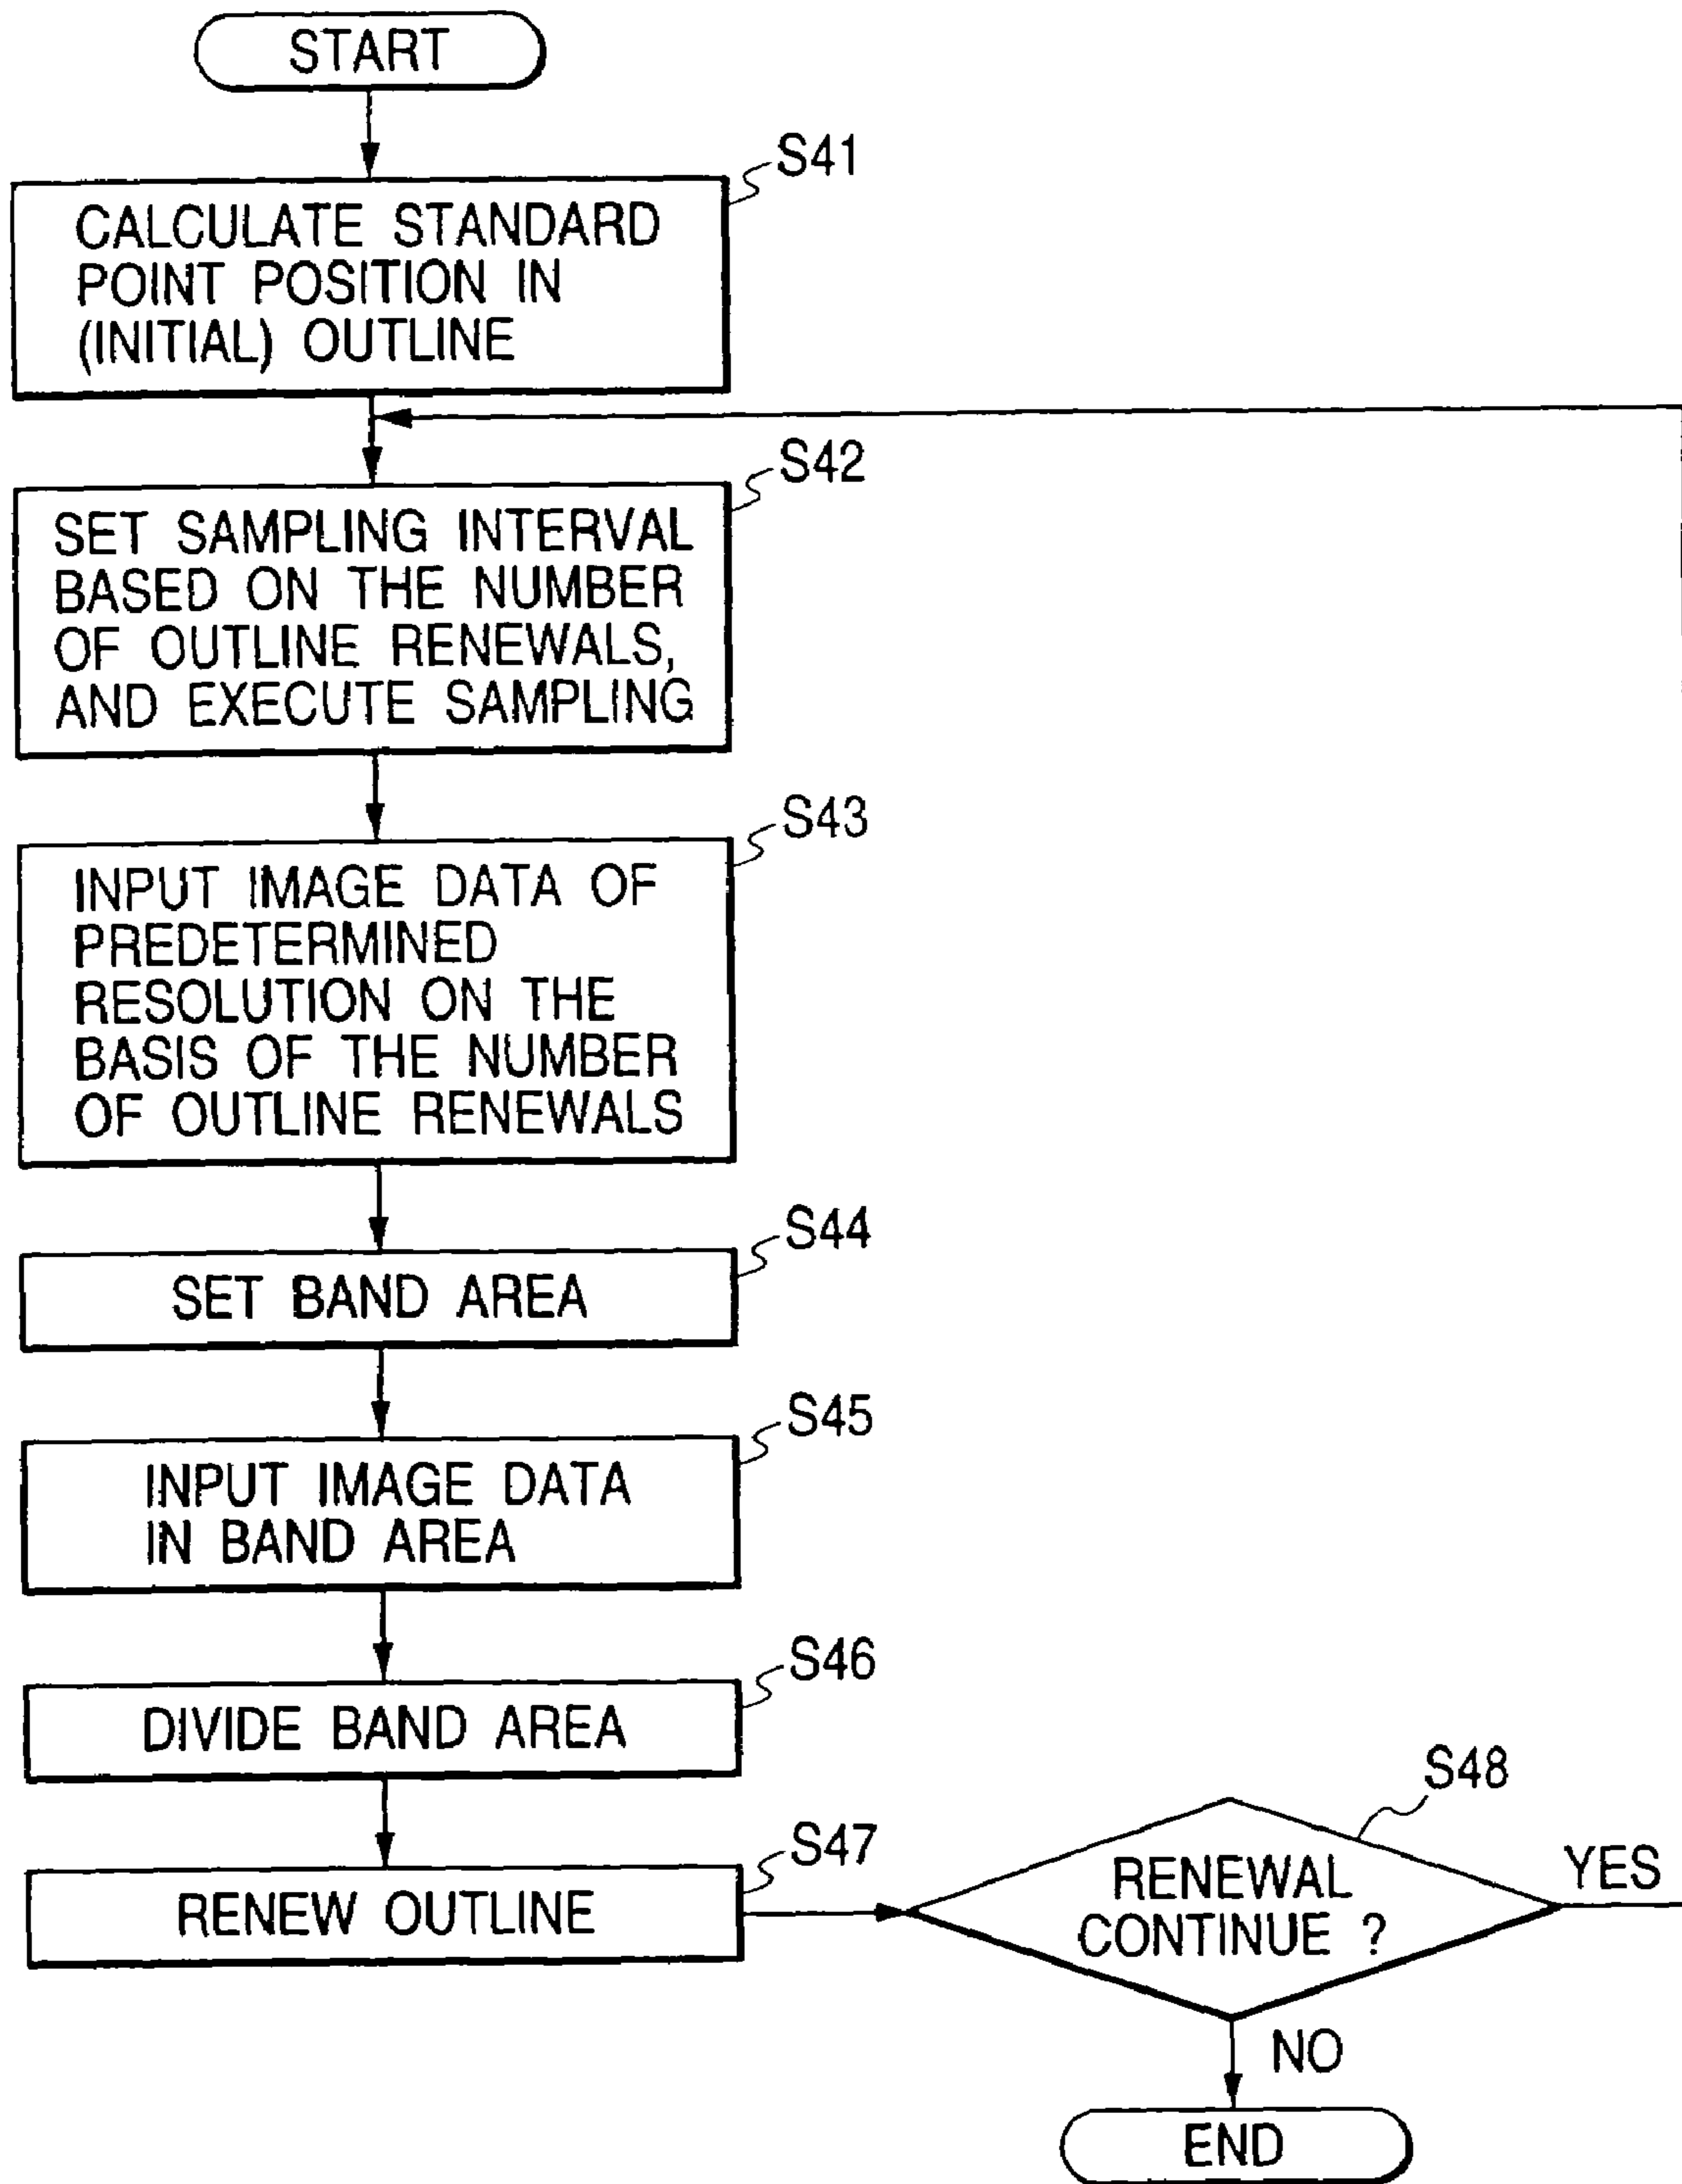 START
S41
CALCULATE STANDARD
POINT POSITION IN
(INITIAL) OUTLINE
S42
SET SAMPLING INTERVAL
BASED ON THE NUMBER
OF OUTLINE RENEWALS,
AND EXECUTE SAMPLING
S43
INPUT IMAGE DATA OF
PREDETERMINED
RESOLUTION ON THE
BASIS OF THE NUMBER
OF OUTLINE RENEWALS
S44
SET BAND AREA
S45
INPUT IMAGE DATA
IN BAND AREA
S46
DIVIDE BAND AREA
S47
RENEW OUTLINE
S48
RENEWAL
CONTINUE ?
YES
NO
END